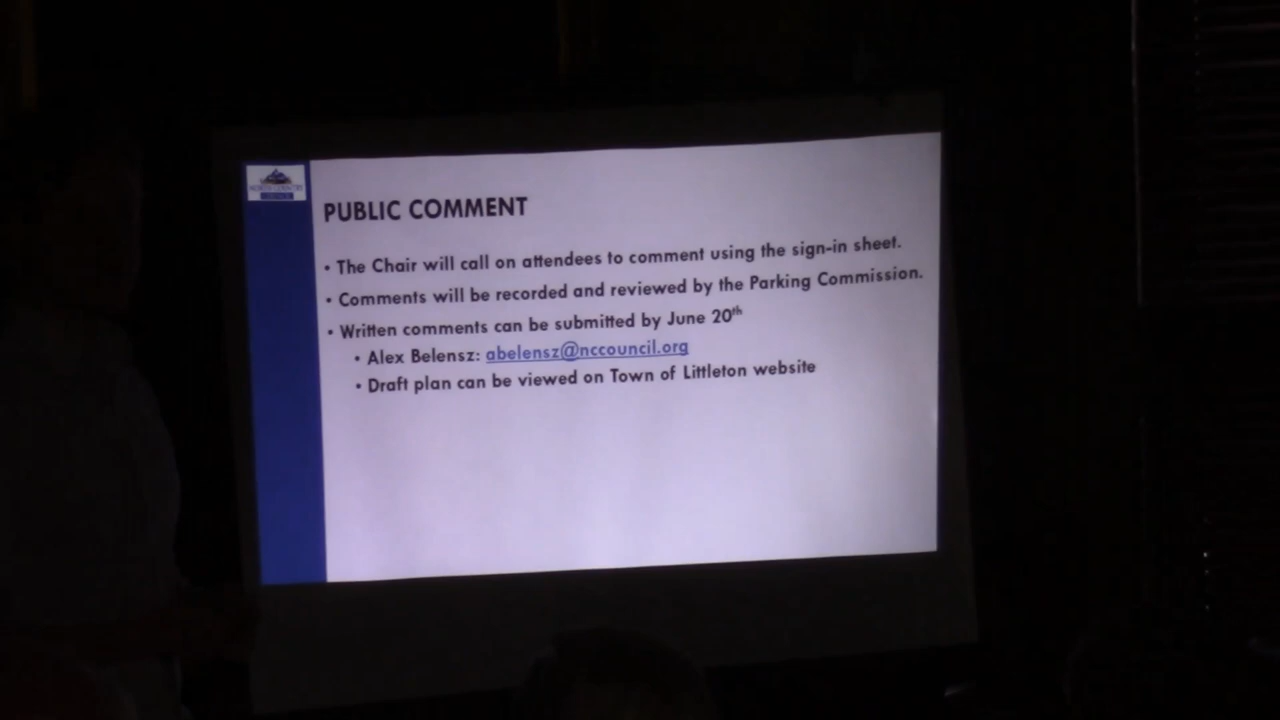 NORTH COUNTRY
PUBLIC COMMENT
• The Chair will call on attendees to comment using the sign-in sheet.
• Comments will be recorded and reviewed by the Parking Commission.
• Written comments can be submitted by June 20th
• Alex Belensz: abelensz@nccouncil.org
• Draft plan can be viewed on Town of Littleton website